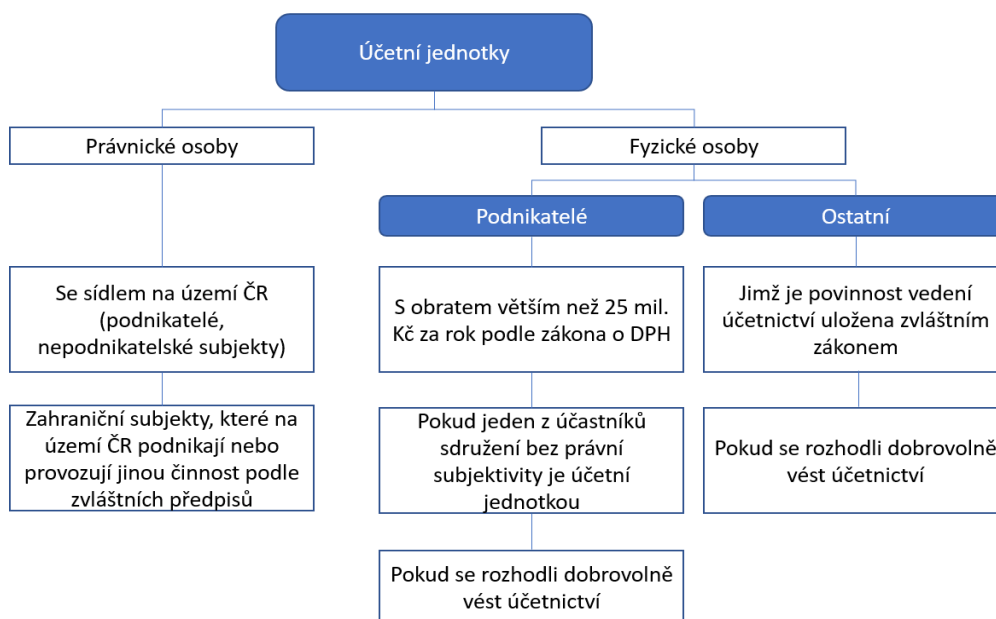 Účetní jednotky
Právnické osoby
Fyzické osoby
Podnikatelé
Ostatní
Se sídlem na území ČR
(podnikatelé,
nepodnikatelské subjekty)
S obratem větším než 25 mil.
Kč za rok podle zákona o DPH
Jimž je povinnost vedení
účetnictví uložena zvláštním
zákonem
Zahraniční subjekty, které na
území ČR podnikají nebo
provozují jinou činnost podle
zvláštních předpisů
Pokud jeden z účastníků
sdružení bez právní
subjektivity je účetní
jednotkou
Pokud se rozhodli dobrovolně
vést účetnictví
Pokud se rozhodli dobrovolně
vést účetnictví